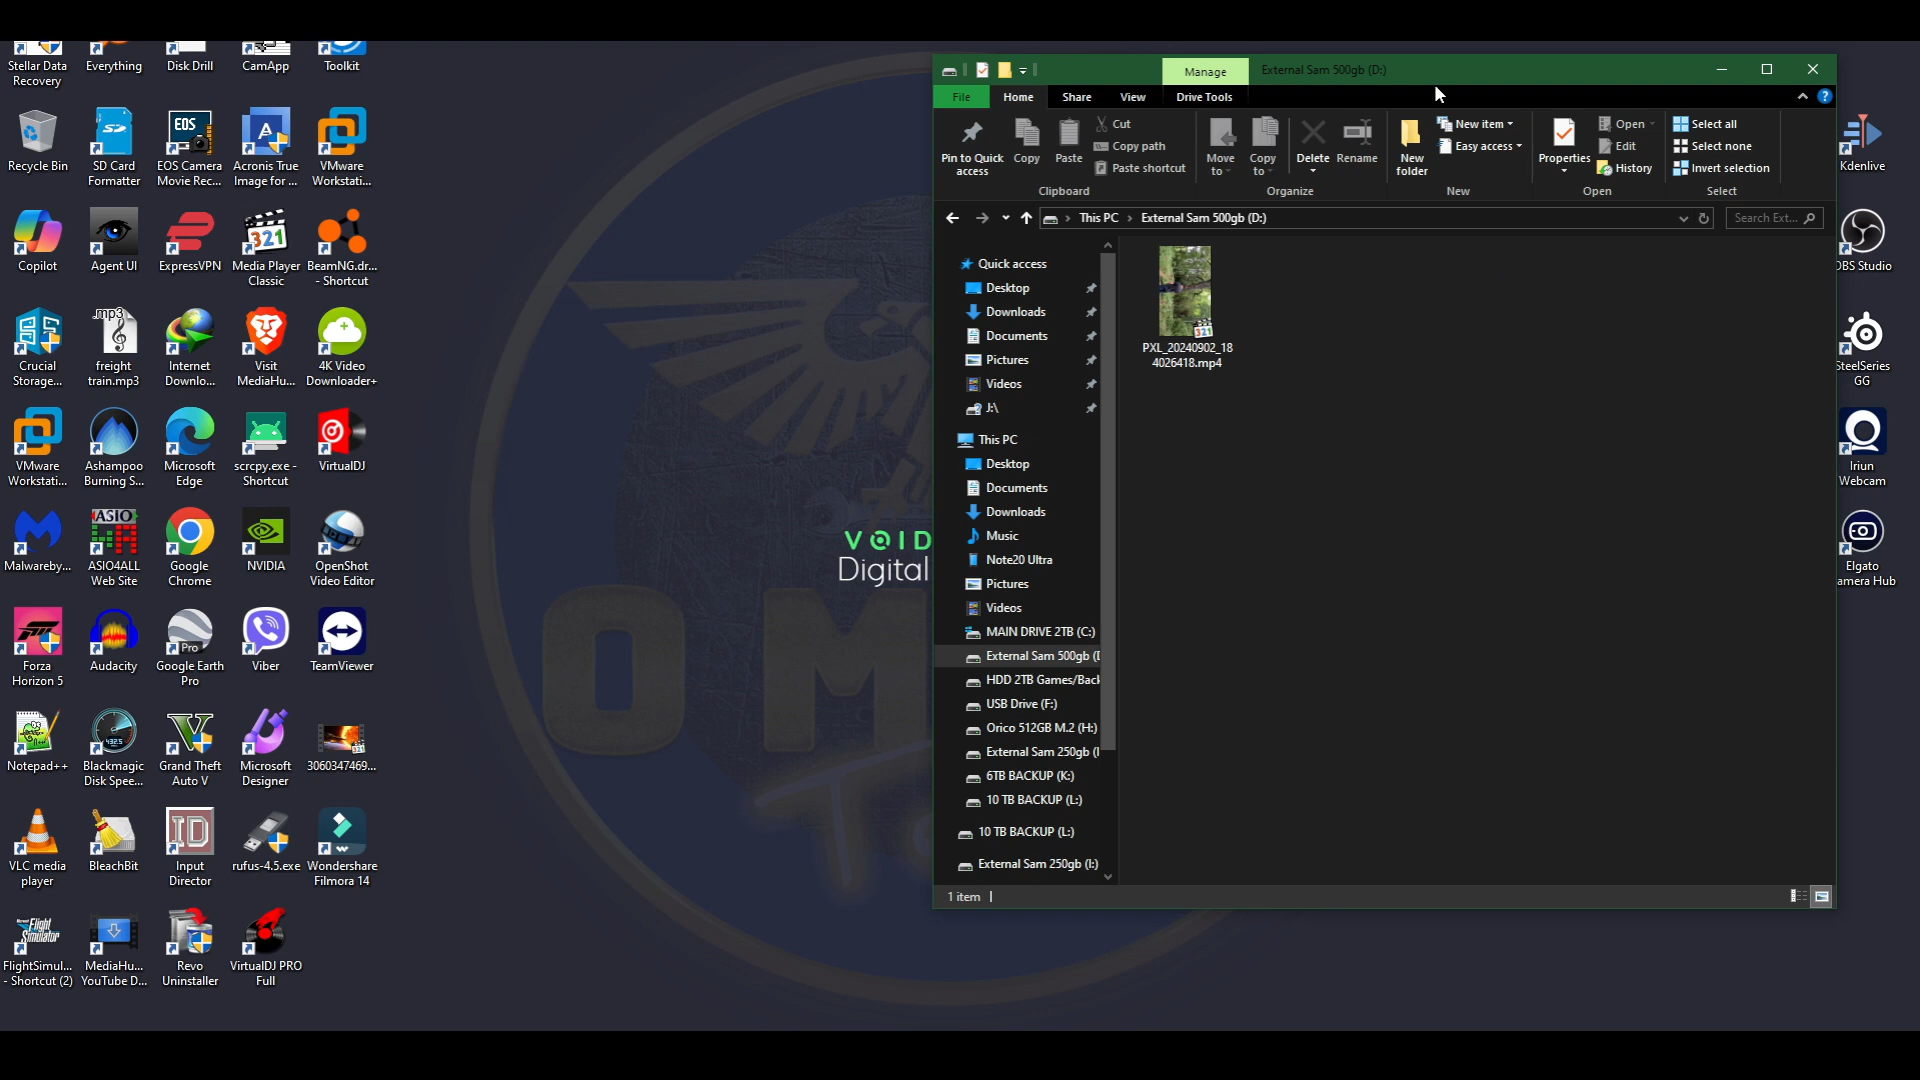 Stellar Data
Recovery
Everything
Disk Drill
CamApp
Toolkit
Recycle Bin
SD Card
Formatter
EOS Camera
Movie Rec...
Acronis True
Image for ...
VMware
Workstati...
Copilot
Agent UI
ExpressVPN
Media Player
Classic
BeamNG.dr...
- Shortcut
Crucial
Storage...
freight
train.mp3
Internet
Downlo...
Visit
MediaHu...
4K Video
Downloader+
VMware
Workstati...
Ashampoo
Burning S...
Microsoft
Edge
scrcpy.exe -
Shortcut
VirtualDJ
Malwareby...
ASIO4ALL
Web Site
Google
Chrome
NVIDIA
OpenShot
Video Editor
Forza
Horizon 5
Audacity
Google Earth
Pro
Viber
TeamViewer
Notepad++
Blackmagic
Disk Spee...
Grand Theft
Auto V
Microsoft
Designer
3060347469...
VLC media
player
BleachBit
Input
Director
rufus-4.5.exe
Wondershare
Filmora 14
FlightSimul...
- Shortcut (2)
MediaHu...
YouTube D...
Revo
Uninstaller
VirtualDJ PRO
Full
VOID
Digital
OM
Manage
External Sam 500gb (D:)
File
Home
Share
View
Drive Tools
Pin to Quick
access
Copy
Paste
Cut
Copy path
Paste shortcut
Clipboard
Move
to
Copy
to
Delete
Rename
Organize
New
folder
New item
Easy access
New
Properties
Open
Edit
History
Open
Select all
Select none
Invert selection
Select
This PC
External Sam 500gb (D:)
Search Ext...
Quick access
Desktop
Downloads
Documents
Pictures
Videos
J:\
This PC
Desktop
Documents
Downloads
Music
Note20 Ultra
Pictures
Videos
MAIN DRIVE 2TB (C:)
External Sam 500gb (D
HDD 2TB Games/Back
USB Drive (F:)
Orico 512GB M.2 (H:)
External Sam 250gb (I
6TB BACKUP (K:)
10 TB BACKUP (L:)
10 TB BACKUP (L:)
External Sam 250gb (I:)
PXL_20240902_18
4026418.mp4
1 item
Kdenlive
OBS Studio
SteelSeries
GG
Iriun
Webcam
Elgato
amera Hub